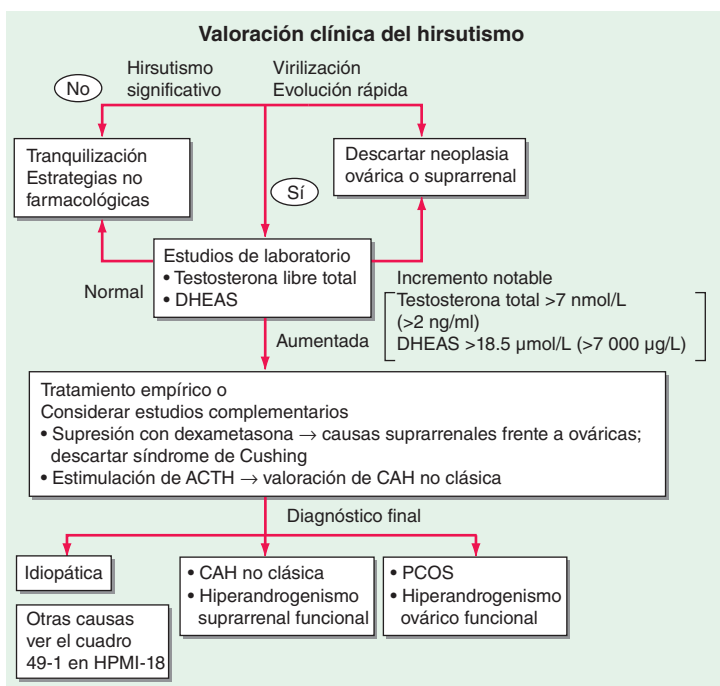 Valoración clínica del hirsutismo
Hirsutismo
significativo
Virilización
Evolución rápida
No
Tranquilización
Estrategias no
farmacológicas
Descartar neoplasia
ovárica o suprarrenal
Sí
Estudios de laboratorio
• Testosterona libre total
• DHEAS
Normal
Incremento notable
Testosterona total >7 nmol/L
(>2 ng/ml)
DHEAS >18.5 μmol/L (>7 000 μg/L)
Aumentada
Tratamiento empírico o
Considerar estudios complementarios
• Supresión con dexametasona → causas suprarrenales frente a ováricas;
descartar síndrome de Cushing
• Estimulación de ACTH → valoración de CAH no clásica
Diagnóstico final
Idiopática
• CAH no clásica
• Hiperandrogenismo
suprarrenal funcional
• PCOS
• Hiperandrogenismo
ovárico funcional
Otras causas
ver el cuadro
49-1 en HPMI-18